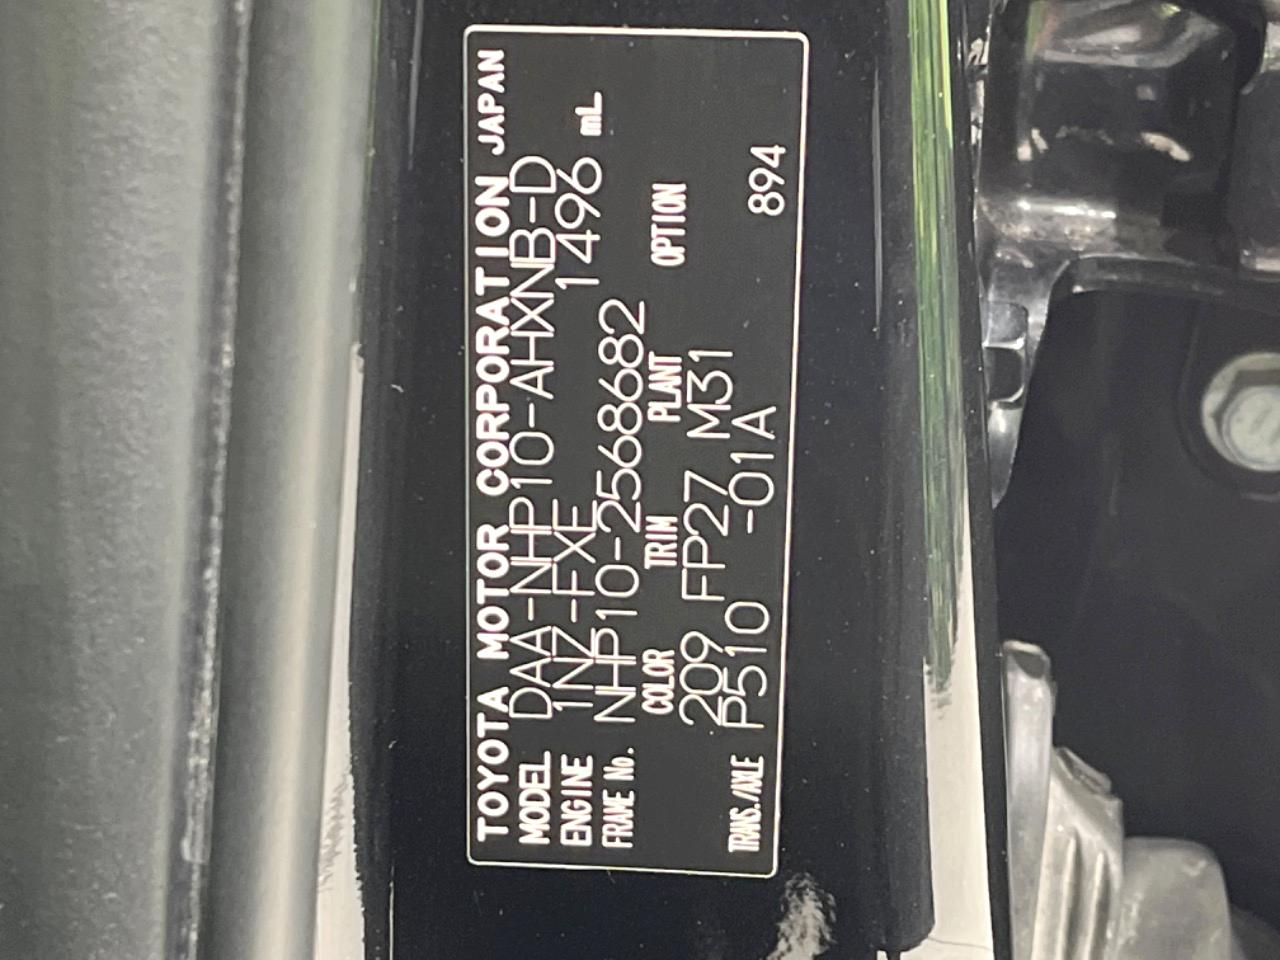 TOYOTA MOTOR CORPORATION JAPAN
MODEL DAA-NHP10-AHXNB-D
ENGINE 1NZ-FXE 1496 mL
FRAME No. NHP10-2568682
COLOR TRIM PLANT OPTION
209 FP27 M31
TRANS./AXLE P510 -01A 894